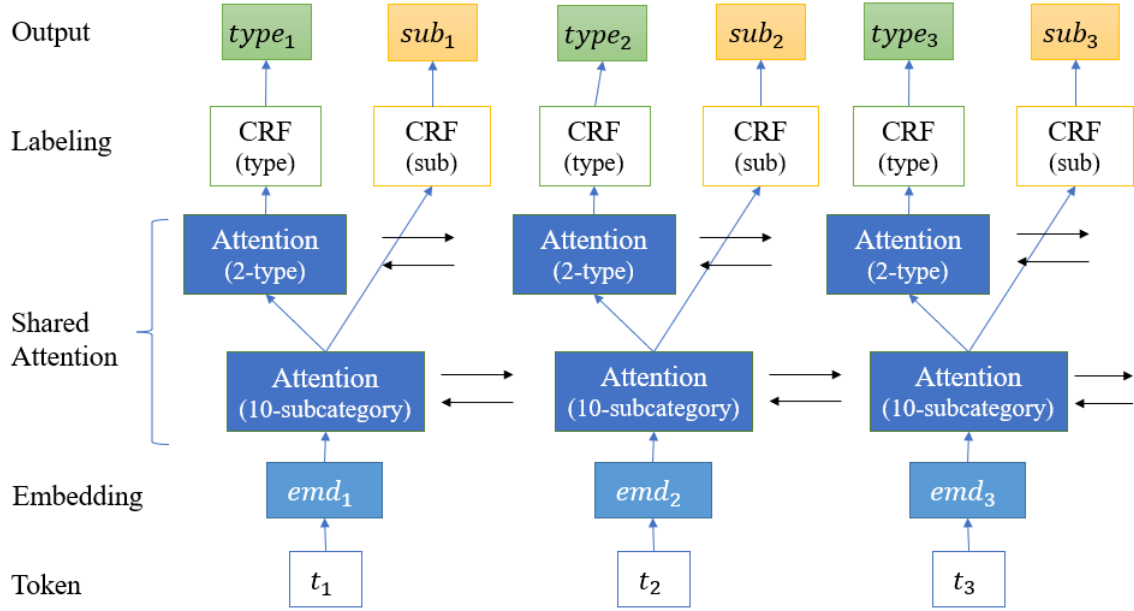 Output
type₁ sub₁ type₂ sub₂ type₃ sub₃
Labeling
CRF CRF CRF CRF CRF CRF
(type) (sub) (type) (sub) (type) (sub)
Attention Attention Attention
(2-type) (2-type) (2-type)
Shared
Attention
Attention Attention Attention
(10-subcategory) (10-subcategory) (10-subcategory)
Embedding
emd₁ emd₂ emd₃
Token
t₁ t₂ t₃